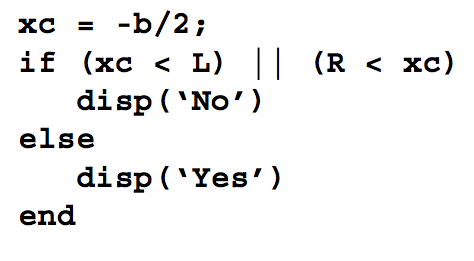 xc = -b/2;
if (xc < L) || (R < xc)
   disp(‘No’)
else
   disp(‘Yes’)
end